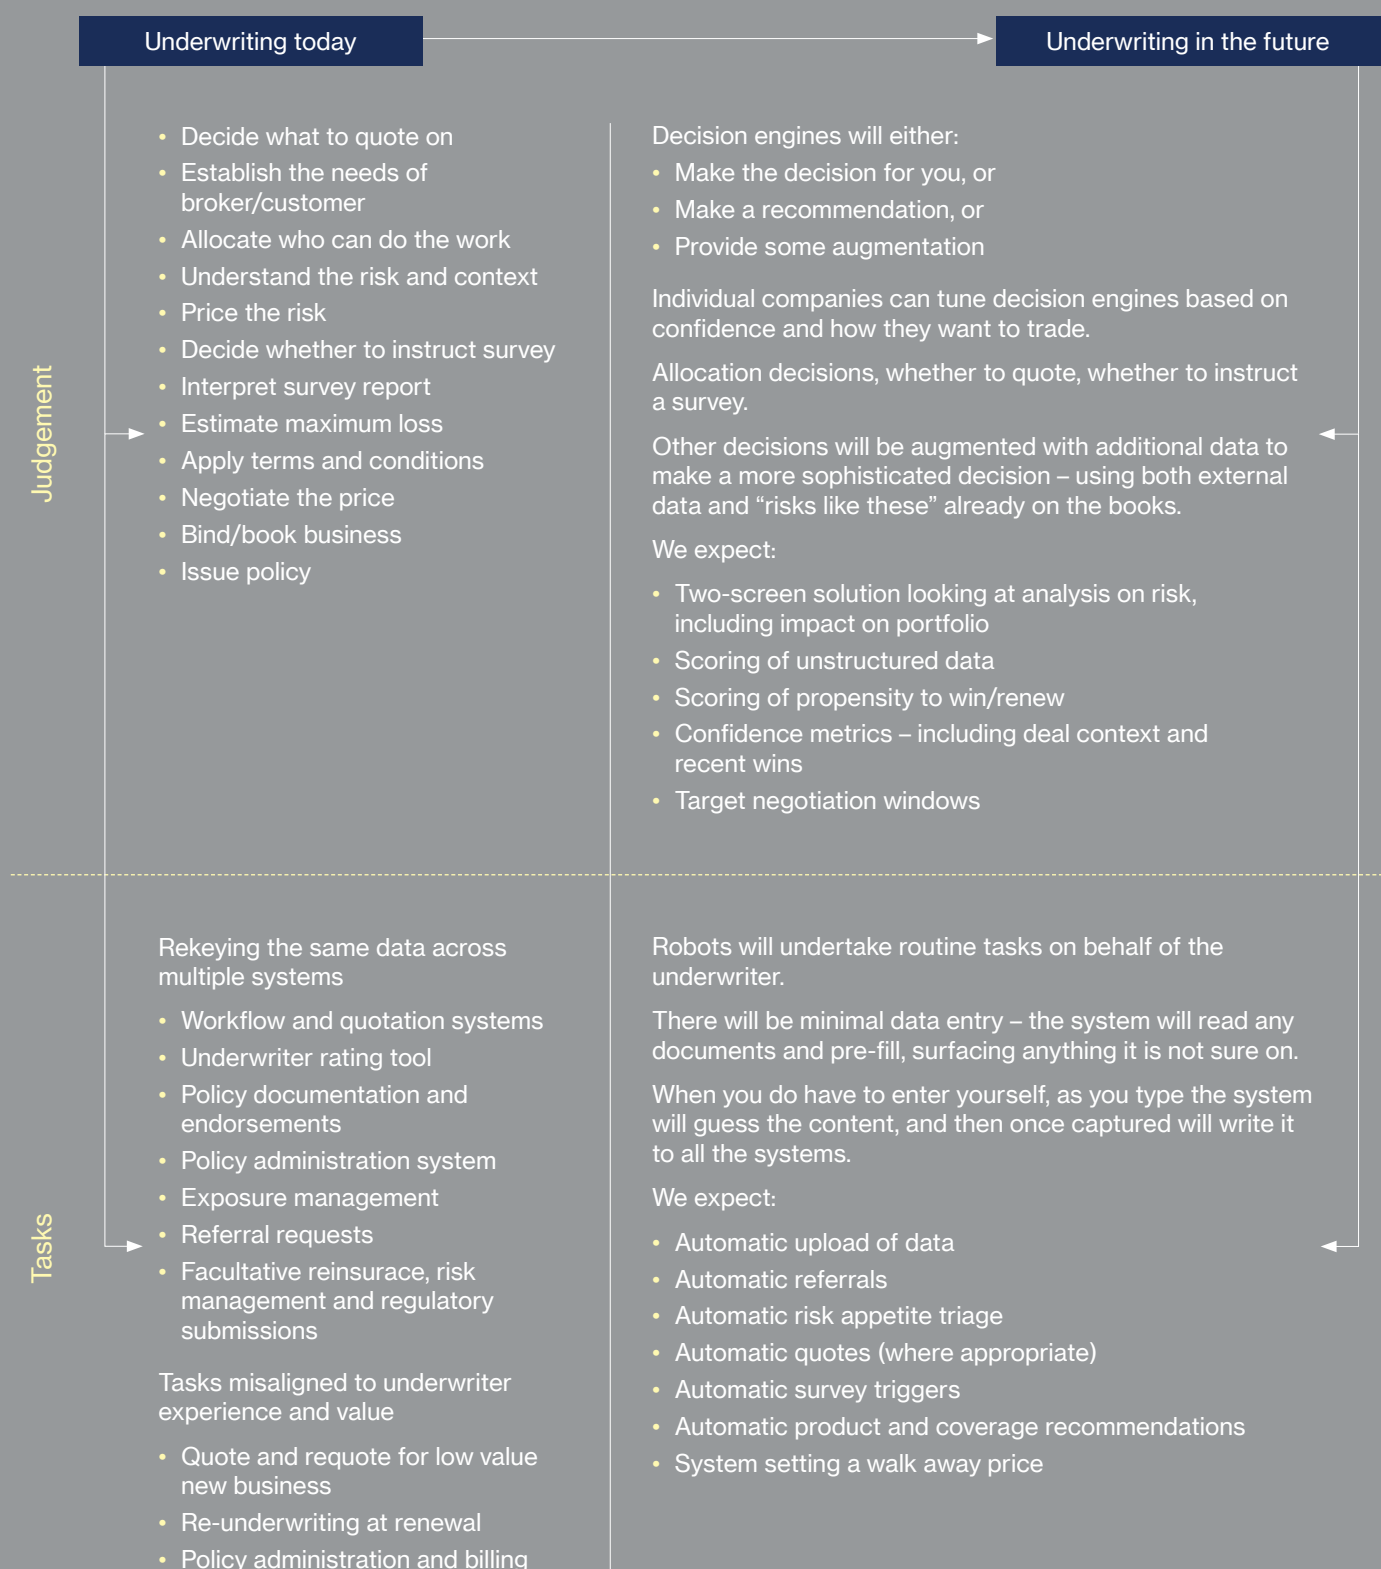 Underwriting today
Underwriting in the future
Judgement
• Decide what to quote on
• Establish the needs of
broker/customer
• Allocate who can do the work
• Understand the risk and context
• Price the risk
• Decide whether to instruct survey
• Interpret survey report
• Estimate maximum loss
• Apply terms and conditions
• Negotiate the price
• Bind/book business
• Issue policy
Decision engines will either:
• Make the decision for you, or
• Make a recommendation, or
• Provide some augmentation
Individual companies can tune decision engines based on
confidence and how they want to trade.
Allocation decisions, whether to quote, whether to instruct
a survey.
Other decisions will be augmented with additional data to
make a more sophisticated decision – using both external
data and “risks like these” already on the books.
We expect:
• Two-screen solution looking at analysis on risk,
including impact on portfolio
• Scoring of unstructured data
• Scoring of propensity to win/renew
• Confidence metrics – including deal context and
recent wins
• Target negotiation windows
Tasks
Rekeying the same data across
multiple systems
• Workflow and quotation systems
• Underwriter rating tool
• Policy documentation and
endorsements
• Policy administration system
• Exposure management
• Referral requests
• Facultative reinsurace, risk
management and regulatory
submissions
Tasks misaligned to underwriter
experience and value
• Quote and requote for low value
new business
• Re-underwriting at renewal
• Policy administration and billing
Robots will undertake routine tasks on behalf of the
underwriter.
There will be minimal data entry – the system will read any
documents and pre-fill, surfacing anything it is not sure on.
When you do have to enter yourself, as you type the system
will guess the content, and then once captured will write it
to all the systems.
We expect:
• Automatic upload of data
• Automatic referrals
• Automatic risk appetite triage
• Automatic quotes (where appropriate)
• Automatic survey triggers
• Automatic product and coverage recommendations
• System setting a walk away price